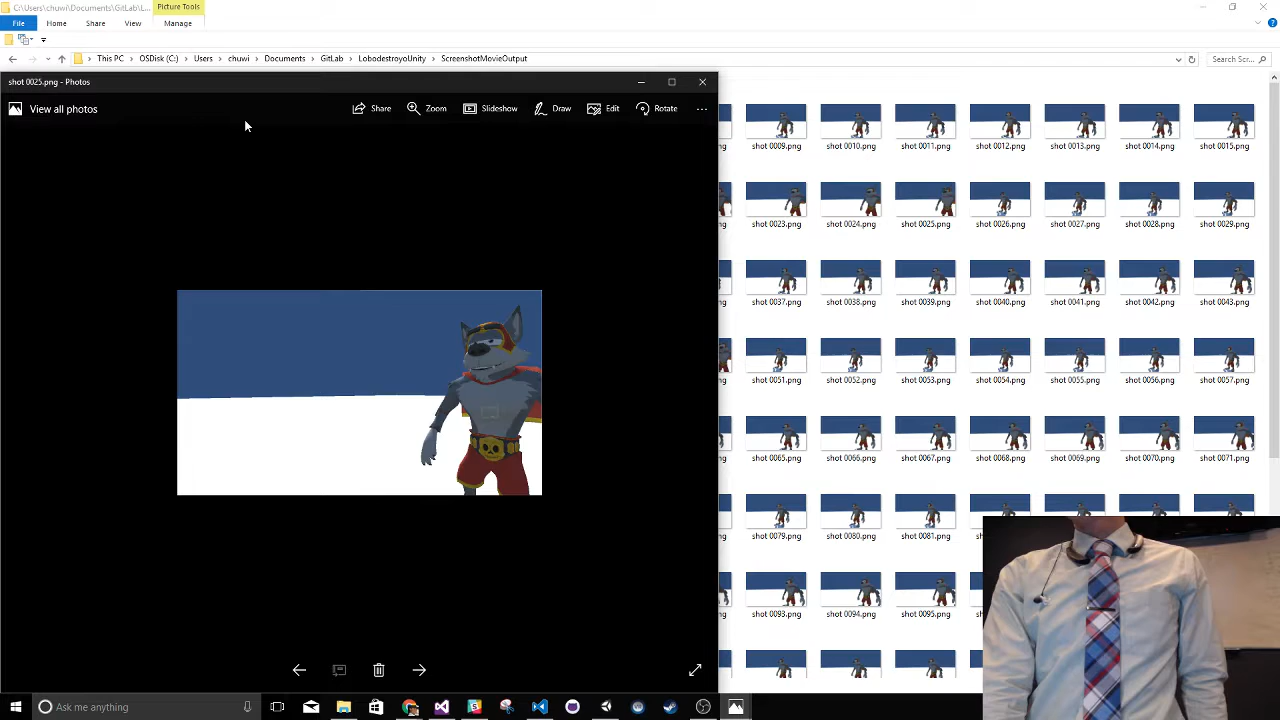 C:\Users\chuwi\Documents\GitLab\L...
Picture Tools
File Home Share View Manage
This PC OSDisk (C:) Users chuwi Documents GitLab LobodestroyoUnity ScreenshotMovieOutput
Search Scr...
shot 0025.png - Photos
View all photos
Share Zoom Slideshow Draw Edit Rotate
.png shot 0009.png shot 0010.png shot 0011.png shot 0012.png shot 0013.png shot 0014.png shot 0015.png
.png shot 0023.png shot 0024.png shot 0025.png shot 0026.png shot 0027.png shot 0028.png shot 0029.png
.png shot 0037.png shot 0038.png shot 0039.png shot 0040.png shot 0041.png shot 0042.png shot 0043.png
.png shot 0051.png shot 0052.png shot 0053.png shot 0054.png shot 0055.png shot 0056.png shot 0057.png
.png shot 0065.png shot 0066.png shot 0067.png shot 0068.png shot 0069.png shot 0070.png shot 0071.png
.png shot 0079.png shot 0080.png shot 0081.png
.png shot 0093.png shot 0094.png shot 0095.png
Ask me anything